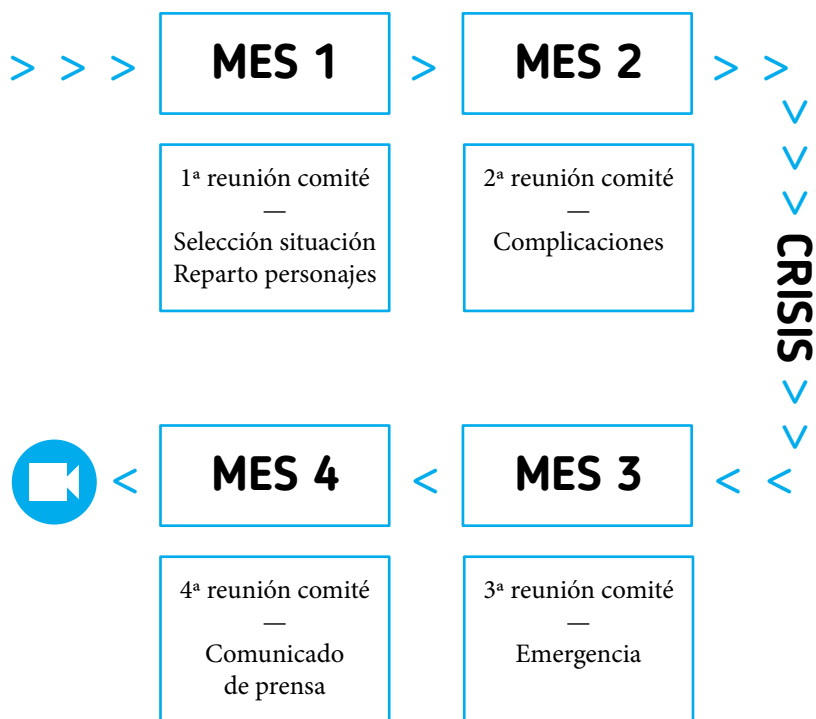 > > >
MES 1
>
MES 2
> >
1ª reunión comité
—
Selección situación
Reparto personajes
2ª reunión comité
—
Complicaciones
> > > CRISIS > >
<
MES 4
<
MES 3
< <
4ª reunión comité
—
Comunicado
de prensa
3ª reunión comité
—
Emergencia